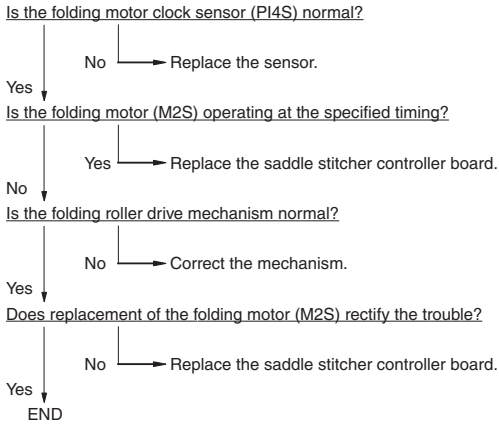 Is the folding motor clock sensor (PI4S) normal?
No
Replace the sensor.
Yes
Is the folding motor (M2S) operating at the specified timing?
Yes
Replace the saddle stitcher controller board.
No
Is the folding roller drive mechanism normal?
No
Correct the mechanism.
Yes
Does replacement of the folding motor (M2S) rectify the trouble?
No
Replace the saddle stitcher controller board.
Yes
END